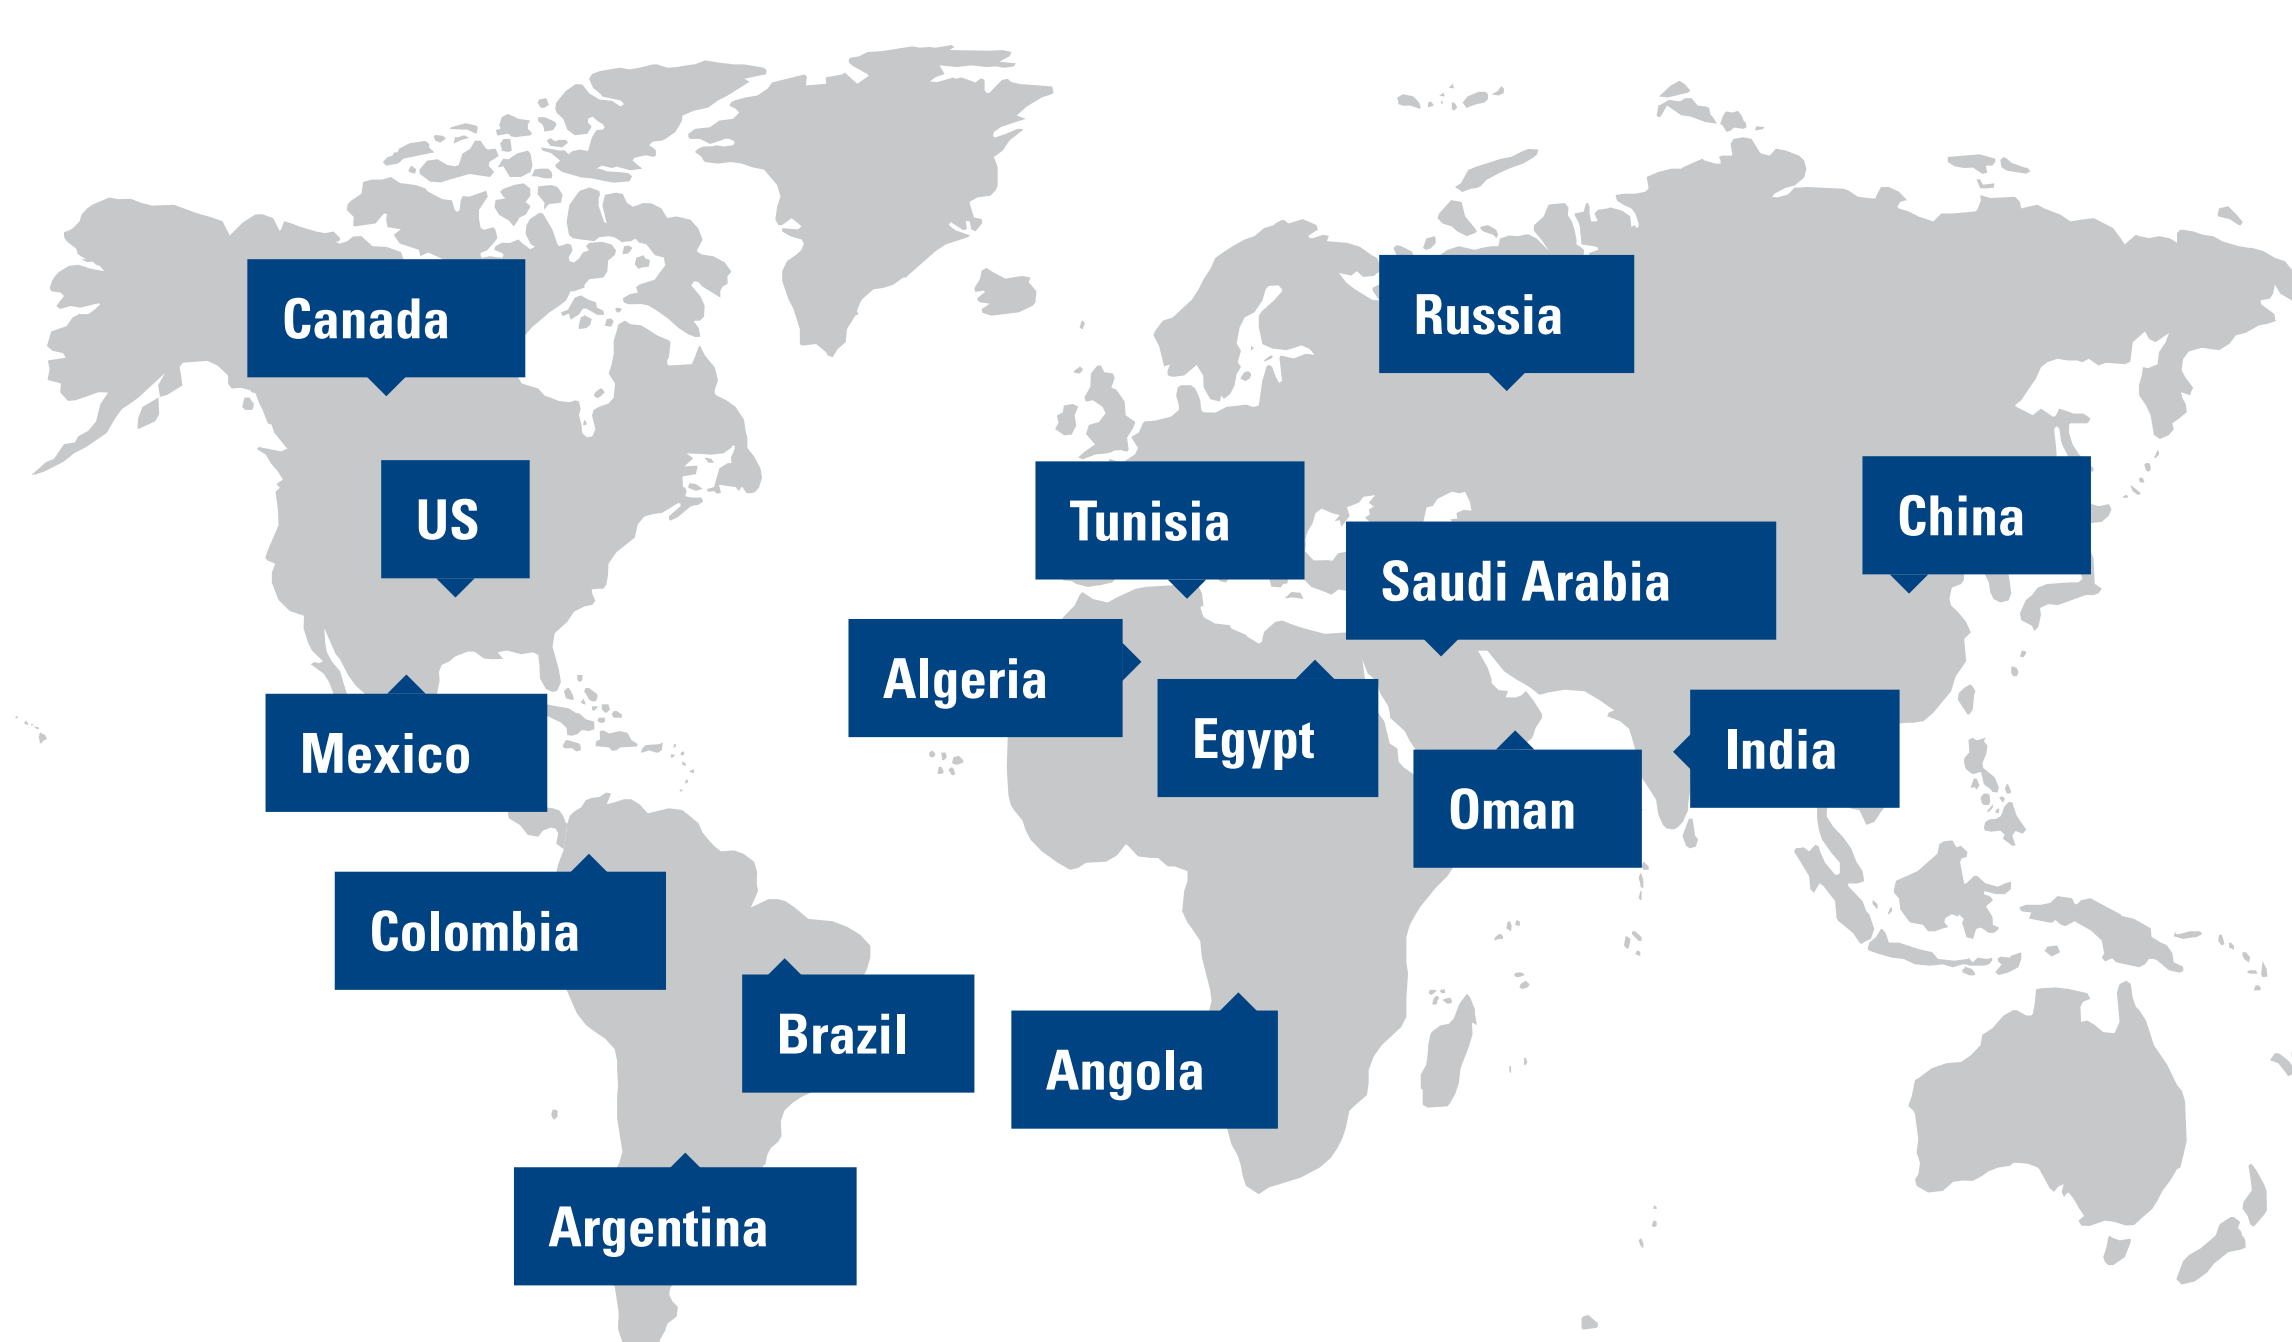 Canada
Russia
US
Tunisia
China
Saudi Arabia
Algeria
Egypt
Mexico
India
Oman
Colombia
Brazil
Angola
Argentina